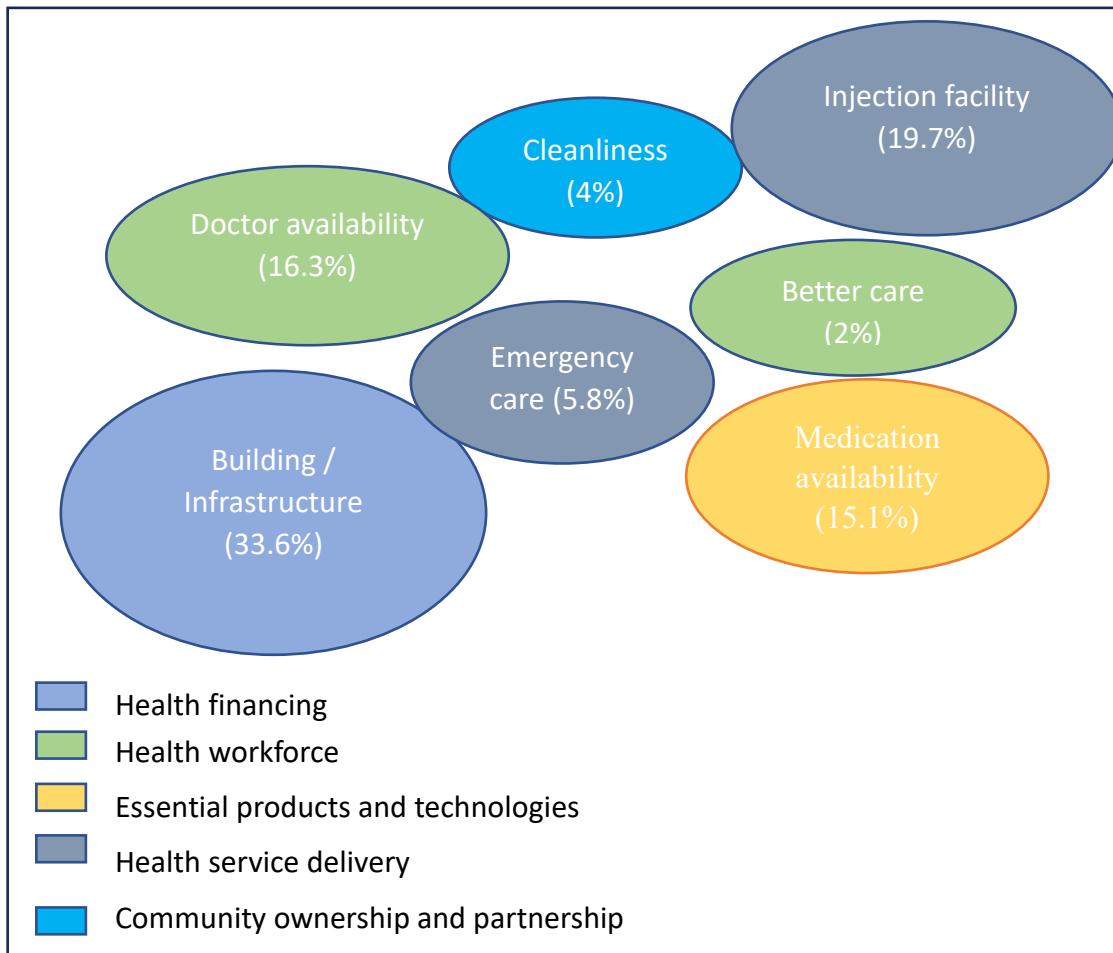 Injection facility
(19.7%)
Cleanliness
(4%)
Doctor availability
(16.3%)
Better care
(2%)
Emergency
care (5.8%)
Medication
availability
(15.1%)
Building /
Infrastructure
(33.6%)
Health financing
Health workforce
Essential products and technologies
Health service delivery
Community ownership and partnership